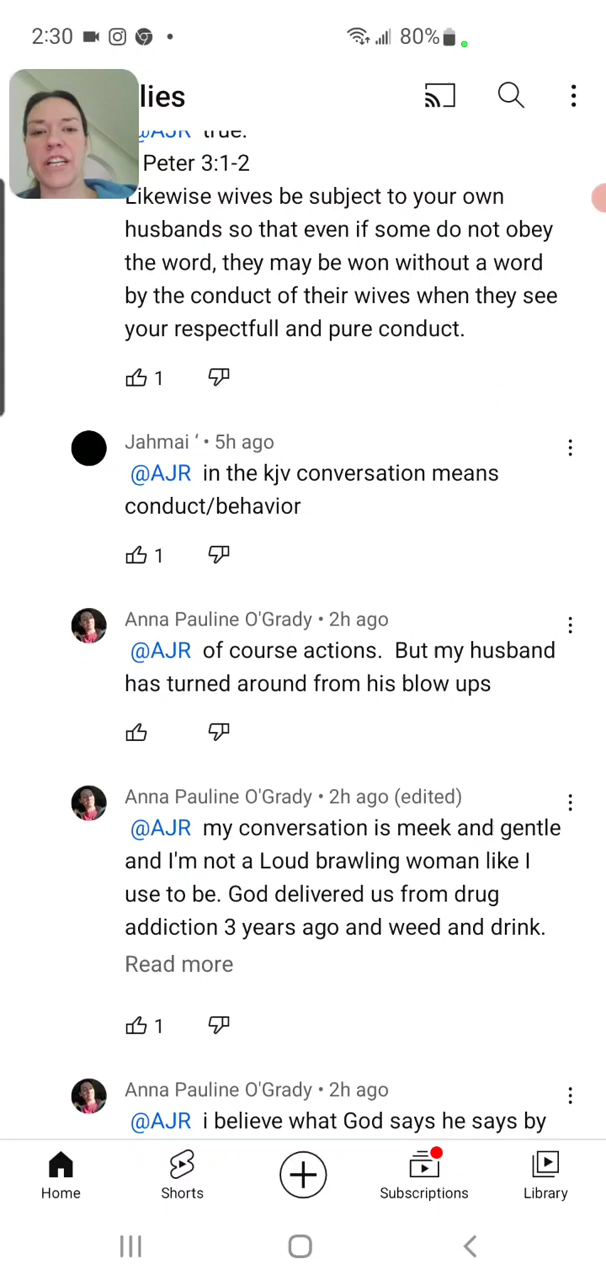 2:30
80%
lies
@AJR true.
Peter 3:1-2
Likewise wives be subject to your own
husbands so that even if some do not obey
the word, they may be won without a word
by the conduct of their wives when they see
your respectfull and pure conduct.
1
Jahmai ‘ • 5h ago
@AJR in the kjv conversation means
conduct/behavior
1
Anna Pauline O'Grady • 2h ago
@AJR of course actions. But my husband
has turned around from his blow ups
Anna Pauline O'Grady • 2h ago (edited)
@AJR my conversation is meek and gentle
and I'm not a Loud brawling woman like I
use to be. God delivered us from drug
addiction 3 years ago and weed and drink.
Read more
1
Anna Pauline O'Grady • 2h ago
@AJR i believe what God says he says by
Home
Shorts
Subscriptions
Library